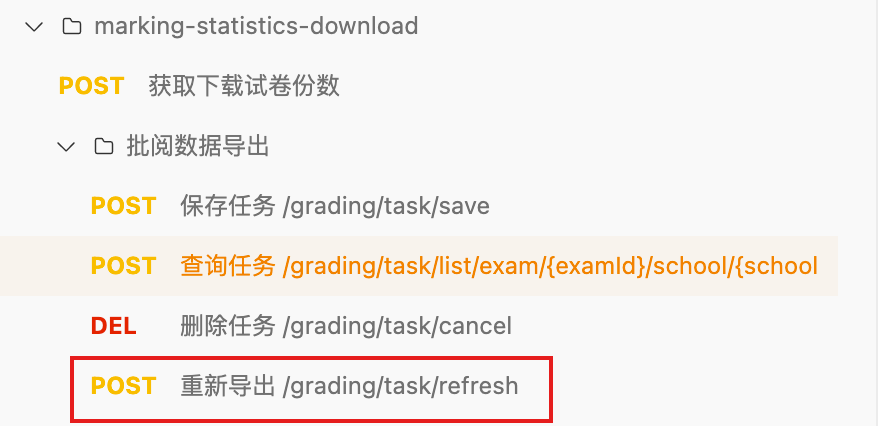 marking-statistics-download
POST 获取下载试卷份数
批阅数据导出
POST 保存任务 /grading/task/save
POST 查询任务 /grading/task/list/exam/{examId}/school/{school
DEL 删除任务 /grading/task/cancel
POST 重新导出 /grading/task/refresh